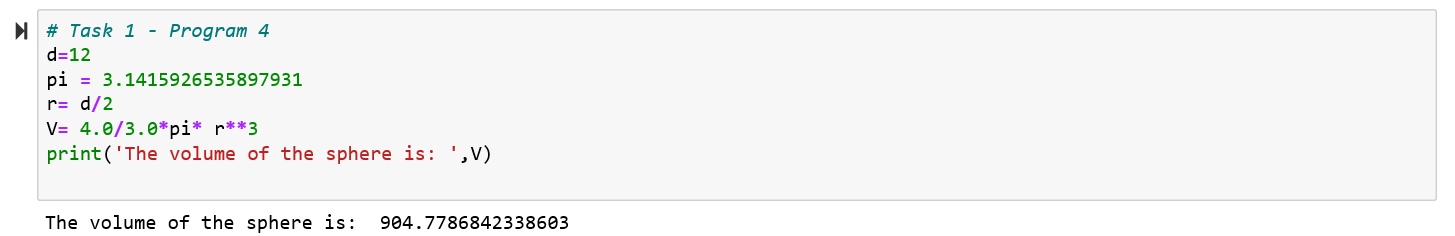 # Task 1 - Program 4
d=12
pi = 3.1415926535897931
r= d/2
V= 4.0/3.0*pi* r**3
print('The volume of the sphere is: ',V)
The volume of the sphere is:  904.7786842338603